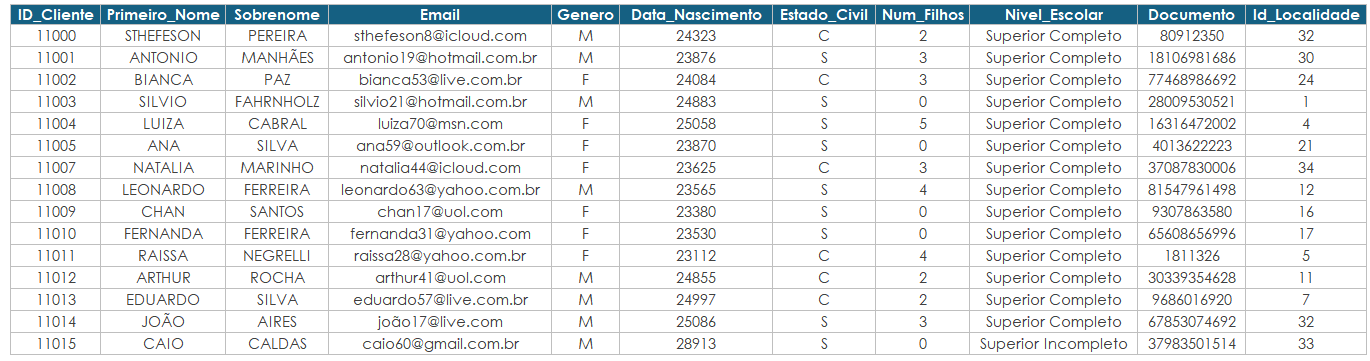 ID_Cliente Primeiro_Nome Sobrenome Email Genero Data_Nascimento Estado_Civil Num_Filhos Nivel_Escolar Documento Id_Localidade
11000 STHEFESON PEREIRA sthefeson8@icloud.com M 24323 C 2 Superior Completo 80912350 32
11001 ANTONIO MANHÃES antonio19@hotmail.com.br M 23876 S 3 Superior Completo 18106981686 30
11002 BIANCA PAZ bianca53@live.com.br F 24084 C 3 Superior Completo 77468986692 24
11003 SILVIO FAHRNHOLZ silvio21@hotmail.com.br M 24883 S 0 Superior Completo 28009530521 1
11004 LUIZA CABRAL luiza70@msn.com F 25058 S 5 Superior Completo 16316472002 4
11005 ANA SILVA ana59@outlook.com.br F 23870 S 0 Superior Completo 4013622223 21
11007 NATALIA MARINHO natalia44@icloud.com F 23625 C 3 Superior Completo 37087830006 34
11008 LEONARDO FERREIRA leonardo63@yahoo.com.br M 23565 S 4 Superior Completo 81547961498 12
11009 CHAN SANTOS chan17@uol.com F 23380 S 0 Superior Completo 9307863580 16
11010 FERNANDA FERREIRA fernanda31@yahoo.com F 23530 S 0 Superior Completo 65608656996 17
11011 RAISSA NEGRELLI raissa28@yahoo.com F 23112 C 4 Superior Completo 1811326 5
11012 ARTHUR ROCHA arthur41@uol.com M 24855 C 2 Superior Completo 30339354628 11
11013 EDUARDO SILVA eduardo57@live.com.br M 24997 C 2 Superior Completo 9686016920 7
11014 JOÃO AIRES joão17@live.com M 25086 S 3 Superior Completo 67853074692 32
11015 CAIO CALDAS caio60@gmail.com.br M 28913 S 0 Superior Incompleto 37983501514 33